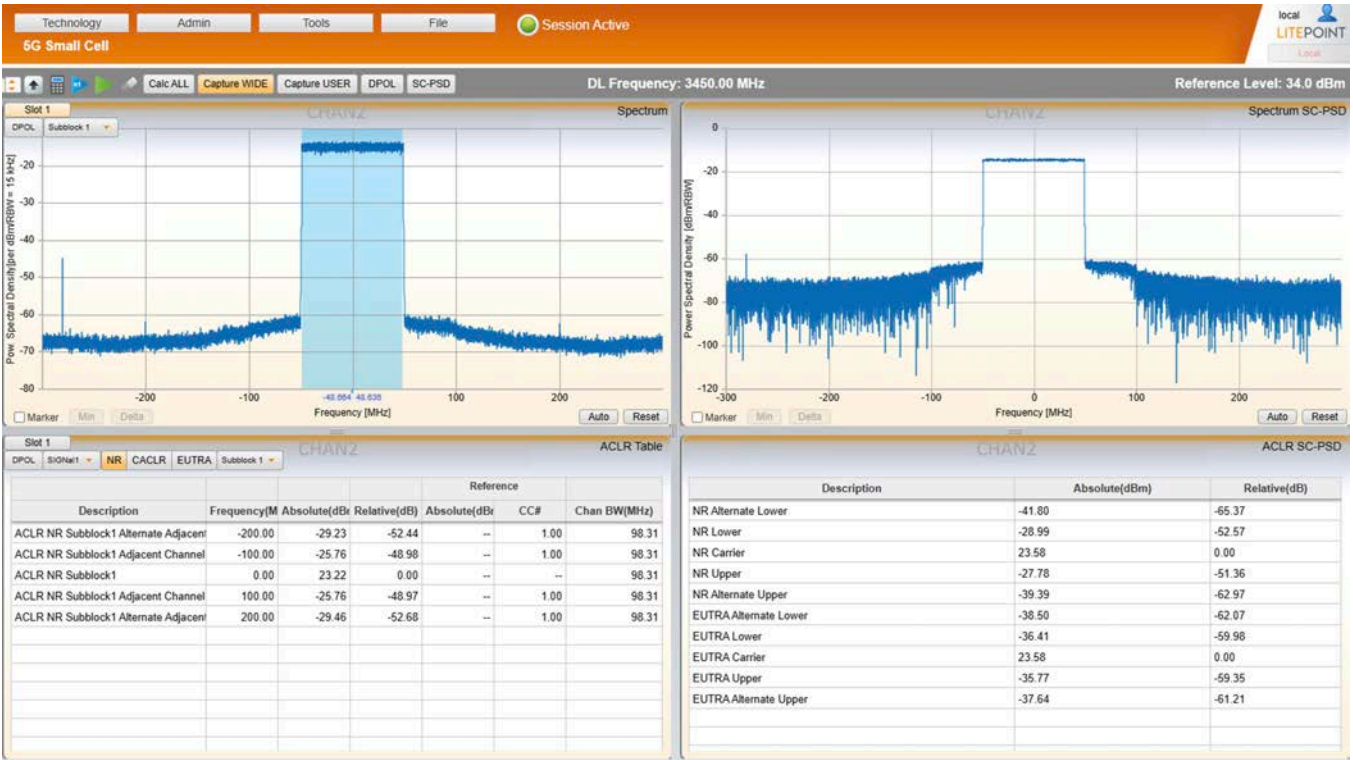 Technology Admin Tools File Session Active local
LITEPOINT
5G Small Cell
Local
Calc ALL Capture WIDE Capture USER DPOL SC-PSD DL Frequency: 3450.00 MHz Reference Level: 34.0 dBm
Slot 1 CHAN2 Spectrum
DPOL Subblock 1
Pow. Spectral Density[per dBm/RBW = 15 kHz]
-20
-30
-40
-50
-60
-70
-80
-200 -100 -48.664 48.636 100 200
Frequency [MHz]
Marker Min Delta Auto Reset
CHAN2 Spectrum SC-PSD
Power Spectral Density [dBm/RBW]
0
-20
-40
-60
-80
-100
-120
-300 -200 -100 0 100 200
Frequency [MHz]
Marker Min Delta Auto Reset
Slot 1 CHAN2 ACLR Table
DPOL SIGNal1 NR CACLR EUTRA Subblock 1
Reference
Description Frequency(M Absolute(dBr Relative(dB) Absolute(dBr CC# Chan BW(MHz)
ACLR NR Subblock1 Alternate Adjacent -200.00 -29.23 -52.44 -- 1.00 98.31
ACLR NR Subblock1 Adjacent Channel -100.00 -25.76 -48.98 -- 1.00 98.31
ACLR NR Subblock1 0.00 23.22 0.00 -- -- 98.31
ACLR NR Subblock1 Adjacent Channel 100.00 -25.76 -48.97 -- 1.00 98.31
ACLR NR Subblock1 Alternate Adjacent 200.00 -29.46 -52.68 -- 1.00 98.31
CHAN2 ACLR SC-PSD
Description Absolute(dBm) Relative(dB)
NR Alternate Lower -41.80 -65.37
NR Lower -28.99 -52.57
NR Carrier 23.58 0.00
NR Upper -27.78 -51.36
NR Alternate Upper -39.39 -62.97
EUTRA Alternate Lower -38.50 -62.07
EUTRA Lower -36.41 -59.98
EUTRA Carrier 23.58 0.00
EUTRA Upper -35.77 -59.35
EUTRA Alternate Upper -37.64 -61.21